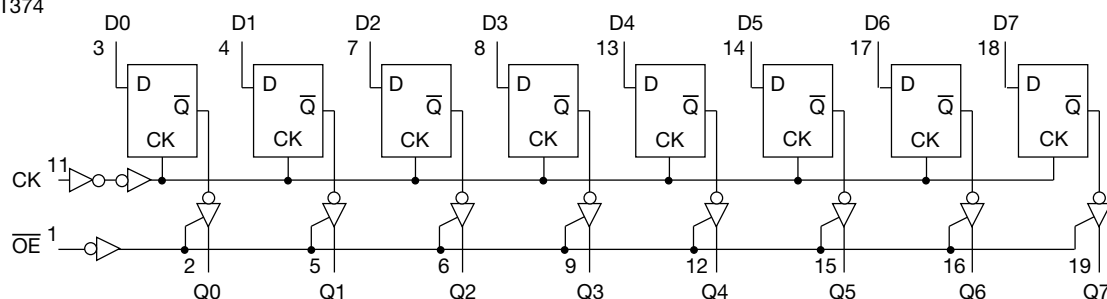 1374
D0 D1 D2 D3 D4 D5 D6 D7
3 4 7 8 13 14 17 18
D D D D D D D D
Q̅ Q̅ Q̅ Q̅ Q̅ Q̅ Q̅ Q̅
CK CK CK CK CK CK CK CK
CK 11
O̅E̅ 1
2 5 6 9 12 15 16 19
Q0 Q1 Q2 Q3 Q4 Q5 Q6 Q7